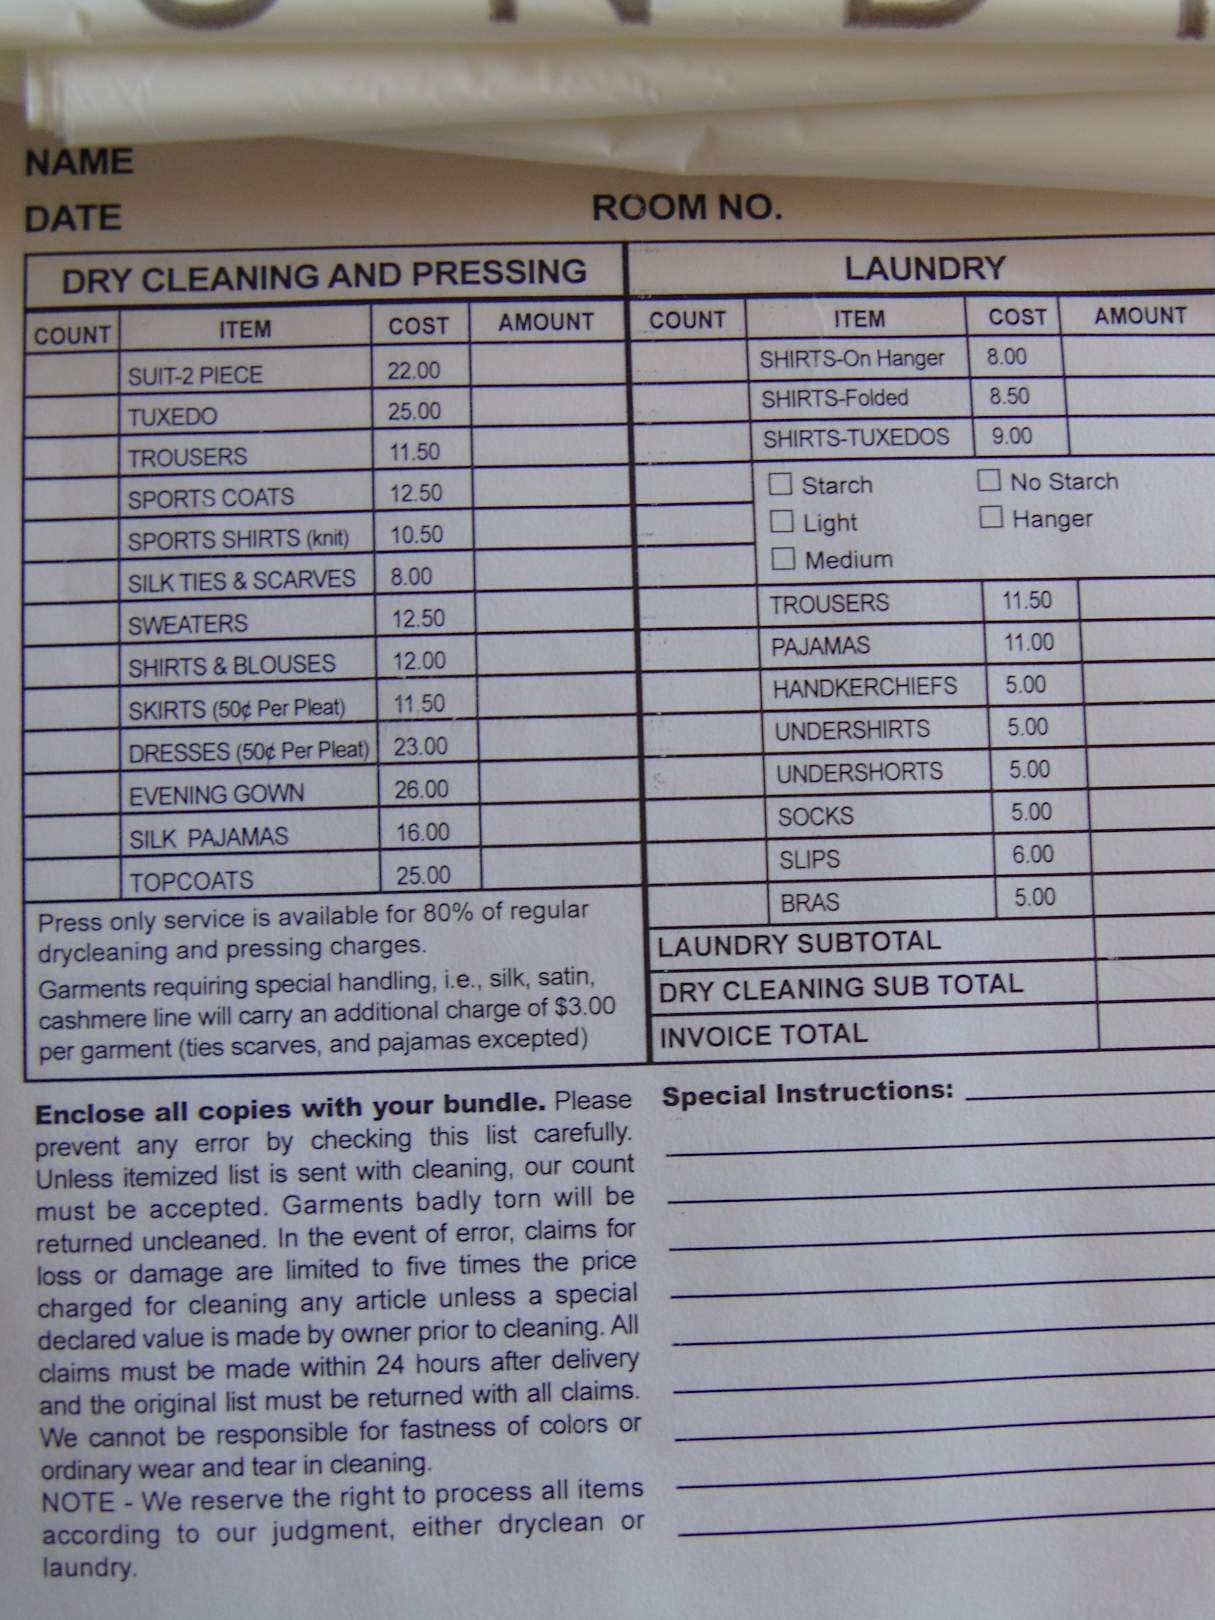 NAME
DATE
ROOM NO.
DRY CLEANING AND PRESSING
COUNT ITEM COST AMOUNT
SUIT-2 PIECE 22.00
TUXEDO 25.00
TROUSERS 11.50
SPORTS COATS 12.50
SPORTS SHIRTS (knit) 10.50
SILK TIES & SCARVES 8.00
SWEATERS 12.50
SHIRTS & BLOUSES 12.00
SKIRTS (50¢ Per Pleat) 11.50
DRESSES (50¢ Per Pleat) 23.00
EVENING GOWN 26.00
SILK PAJAMAS 16.00
TOPCOATS 25.00
Press only service is available for 80% of regular
drycleaning and pressing charges.
Garments requiring special handling, i.e., silk, satin,
cashmere line will carry an additional charge of $3.00
per garment (ties scarves, and pajamas excepted)
LAUNDRY
COUNT ITEM COST AMOUNT
SHIRTS-On Hanger 8.00
SHIRTS-Folded 8.50
SHIRTS-TUXEDOS 9.00
Starch No Starch
Light Hanger
Medium
TROUSERS 11.50
PAJAMAS 11.00
HANDKERCHIEFS 5.00
UNDERSHIRTS 5.00
UNDERSHORTS 5.00
SOCKS 5.00
SLIPS 6.00
BRAS 5.00
LAUNDRY SUBTOTAL
DRY CLEANING SUB TOTAL
INVOICE TOTAL
Enclose all copies with your bundle. Please
prevent any error by checking this list carefully.
Unless itemized list is sent with cleaning, our count
must be accepted. Garments badly torn will be
returned uncleaned. In the event of error, claims for
loss or damage are limited to five times the price
charged for cleaning any article unless a special
declared value is made by owner prior to cleaning. All
claims must be made within 24 hours after delivery
and the original list must be returned with all claims.
We cannot be responsible for fastness of colors or
ordinary wear and tear in cleaning.
NOTE - We reserve the right to process all items
according to our judgment, either dryclean or
laundry.
Special Instructions: